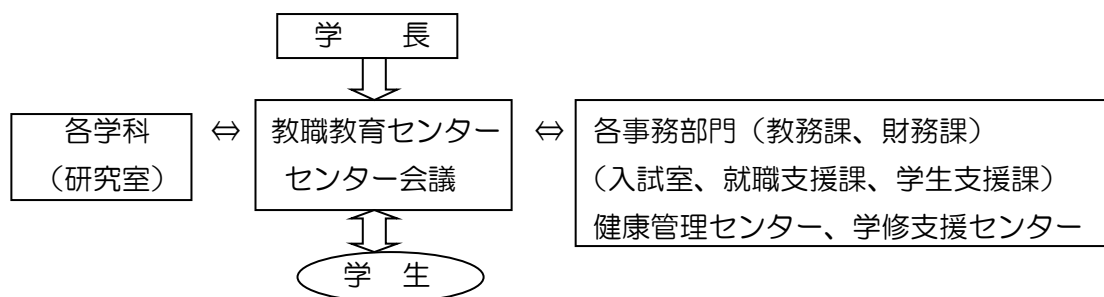 学　長
各学科
（研究室）
⇔
教職教育センター
センター会議
⇔
各事務部門（教務課、財務課）
（入試室、就職支援課、学生支援課）
健康管理センター、学修支援センター
学　生